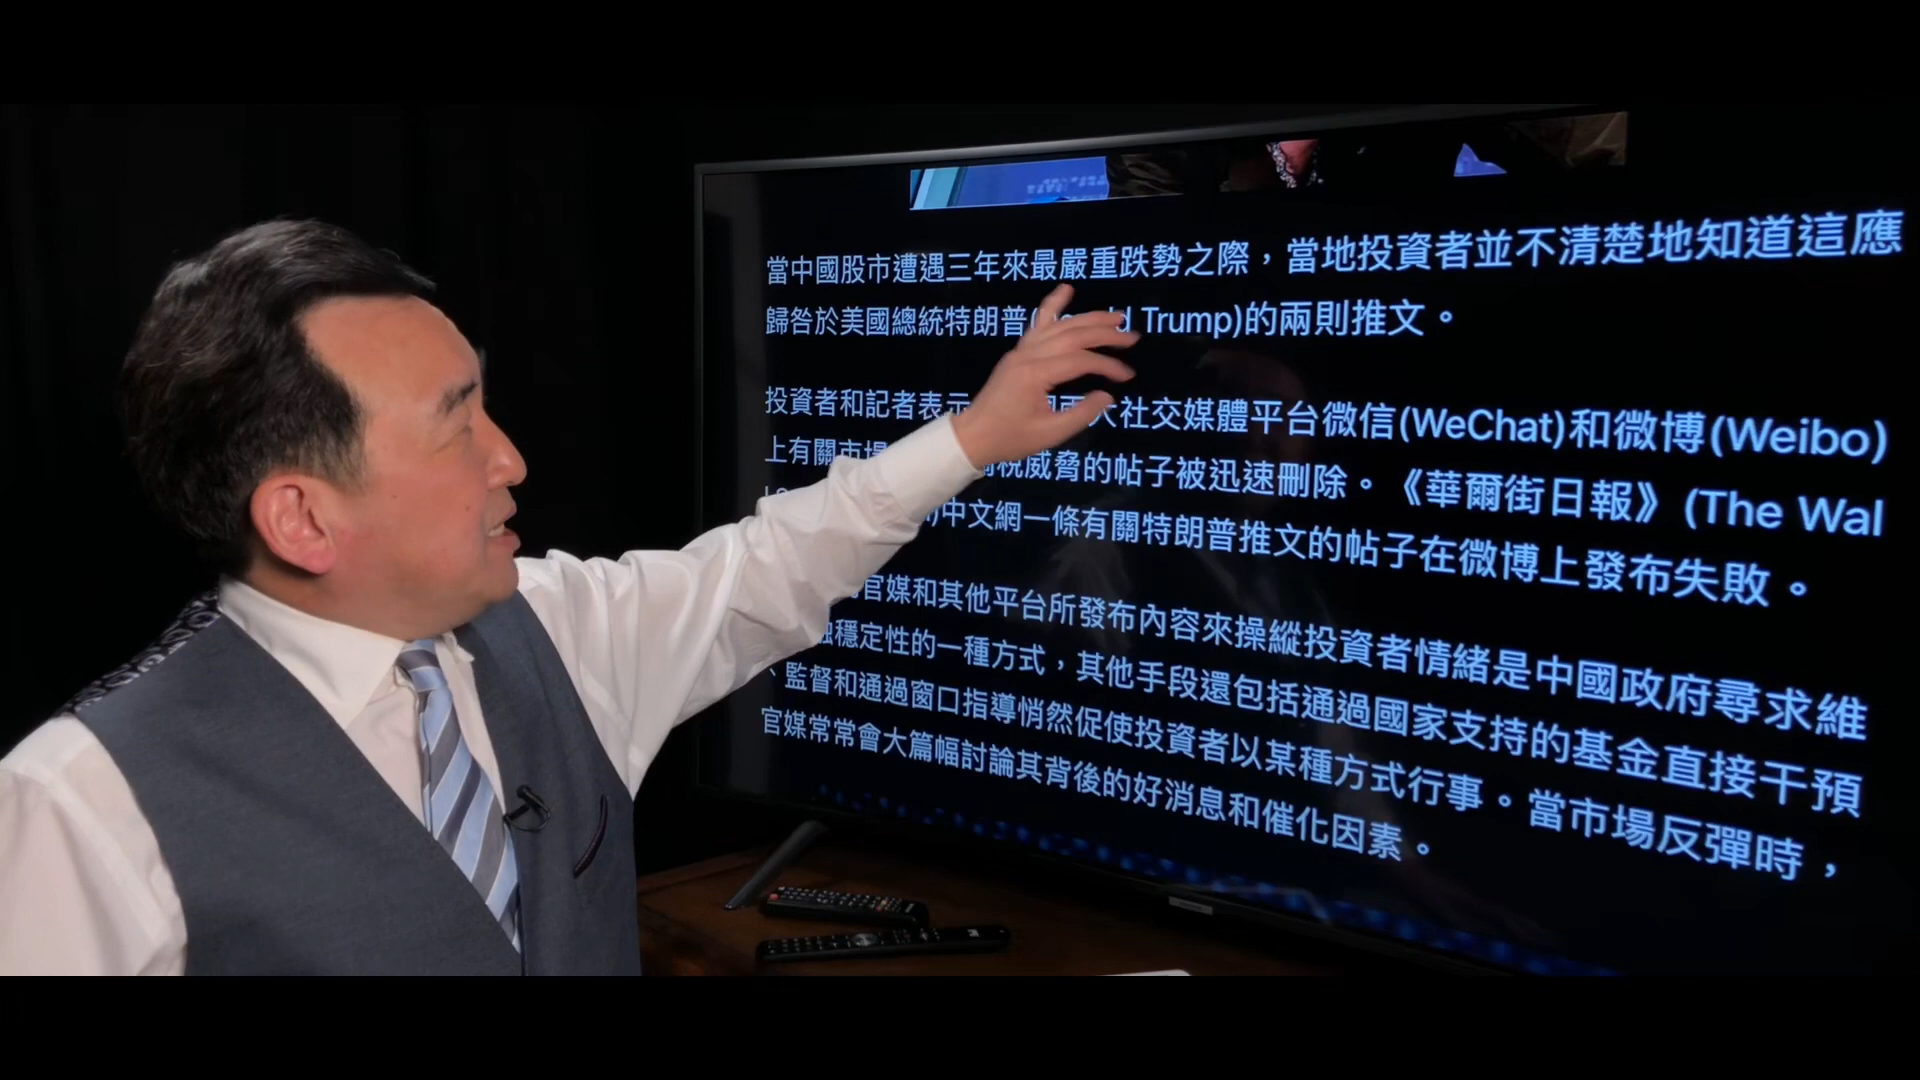 當中國股市遭遇三年來最嚴重跌勢之際，當地投資者並不清楚地知道這應
歸咎於美國總統特朗普( d Trump)的兩則推文。
投資者和記者表示 大社交媒體平台微信(WeChat)和微博(Weibo)
上有關市場 稅威脅的帖子被迅速刪除。《華爾街日報》(The Wal
中文網一條有關特朗普推文的帖子在微博上發布失敗。
官媒和其他平台所發布內容來操縱投資者情緒是中國政府尋求維
穩定性的一種方式，其他手段還包括通過國家支持的基金直接干預
、監督和通過窗口指導悄然促使投資者以某種方式行事。當市場反彈時，
官媒常常會大篇幅討論其背後的好消息和催化因素。